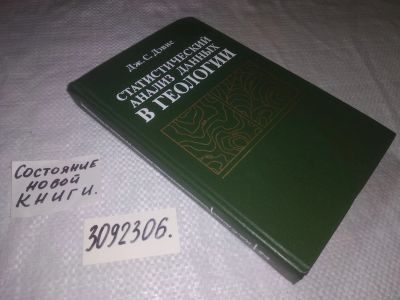 Дж. С. Дэвис
СТАТИСТИЧЕСКИЙ
АНАЛИЗ ДАННЫХ
В ГЕОЛОГИИ
Состояние
новой
КНИГИ.
3092306.